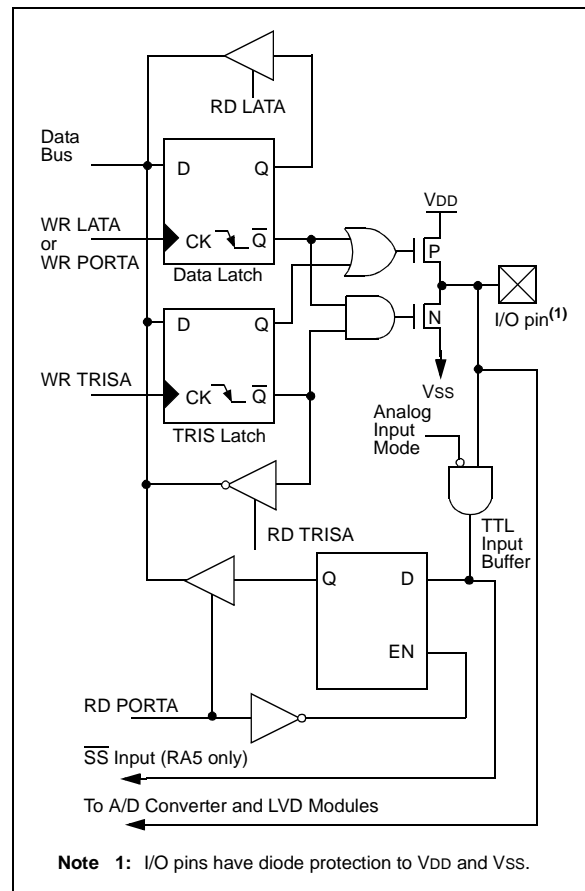 RD LATA
Data
Bus
D
Q
WR LATA
or
WR PORTA
CK
Q̅
Data Latch
VDD
P
N
I/O pin(1)
VSS
D
Q
WR TRISA
CK
Q̅
TRIS Latch
Analog
Input
Mode
TTL
Input
Buffer
RD TRISA
Q
D
EN
RD PORTA
S̅S̅ Input (RA5 only)
To A/D Converter and LVD Modules
Note 1: I/O pins have diode protection to VDD and VSS.